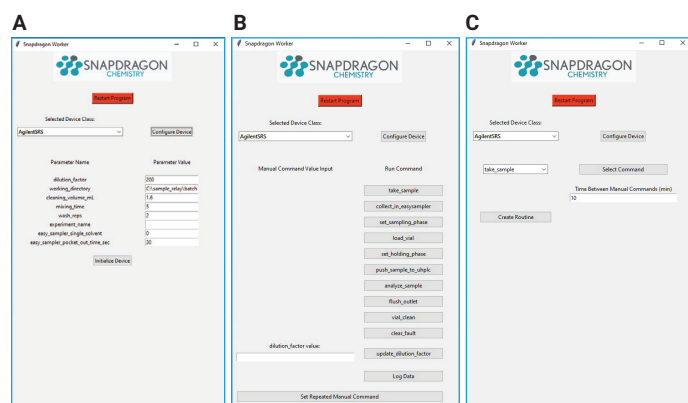 A
Snapdragon Worker
SNAPDRAGON
CHEMISTRY
Restart Program
Selected Device Class:
AgilentSRS
Configure Device
Parameter Name Parameter Value
dilution_factor 200
working_directory C:\sample_relay\batch
cleaning_volume_mL 1.6
mixing_time 5
wash_reps 2
experiment_name
easy_sampler_single_solvent 0
easy_sampler_pocket_out_time_sec 30
Initialize Device
B
Snapdragon Worker
SNAPDRAGON
CHEMISTRY
Restart Program
Selected Device Class:
AgilentSRS
Configure Device
Manual Command Value Input Run Command
take_sample
collect_in_easysampler
set_sampling_phase
load_vial
set_holding_phase
push_sample_to_uhplc
analyze_sample
flush_outlet
vial_clean
clear_fault
dilution_factor value:
update_dilution_factor
Log Data
Set Repeated Manual Command
C
Snapdragon Worker
SNAPDRAGON
CHEMISTRY
Restart Program
Selected Device Class:
AgilentSRS
Configure Device
take_sample
Select Command
Time Between Manual Commands (min)
10
Create Routine